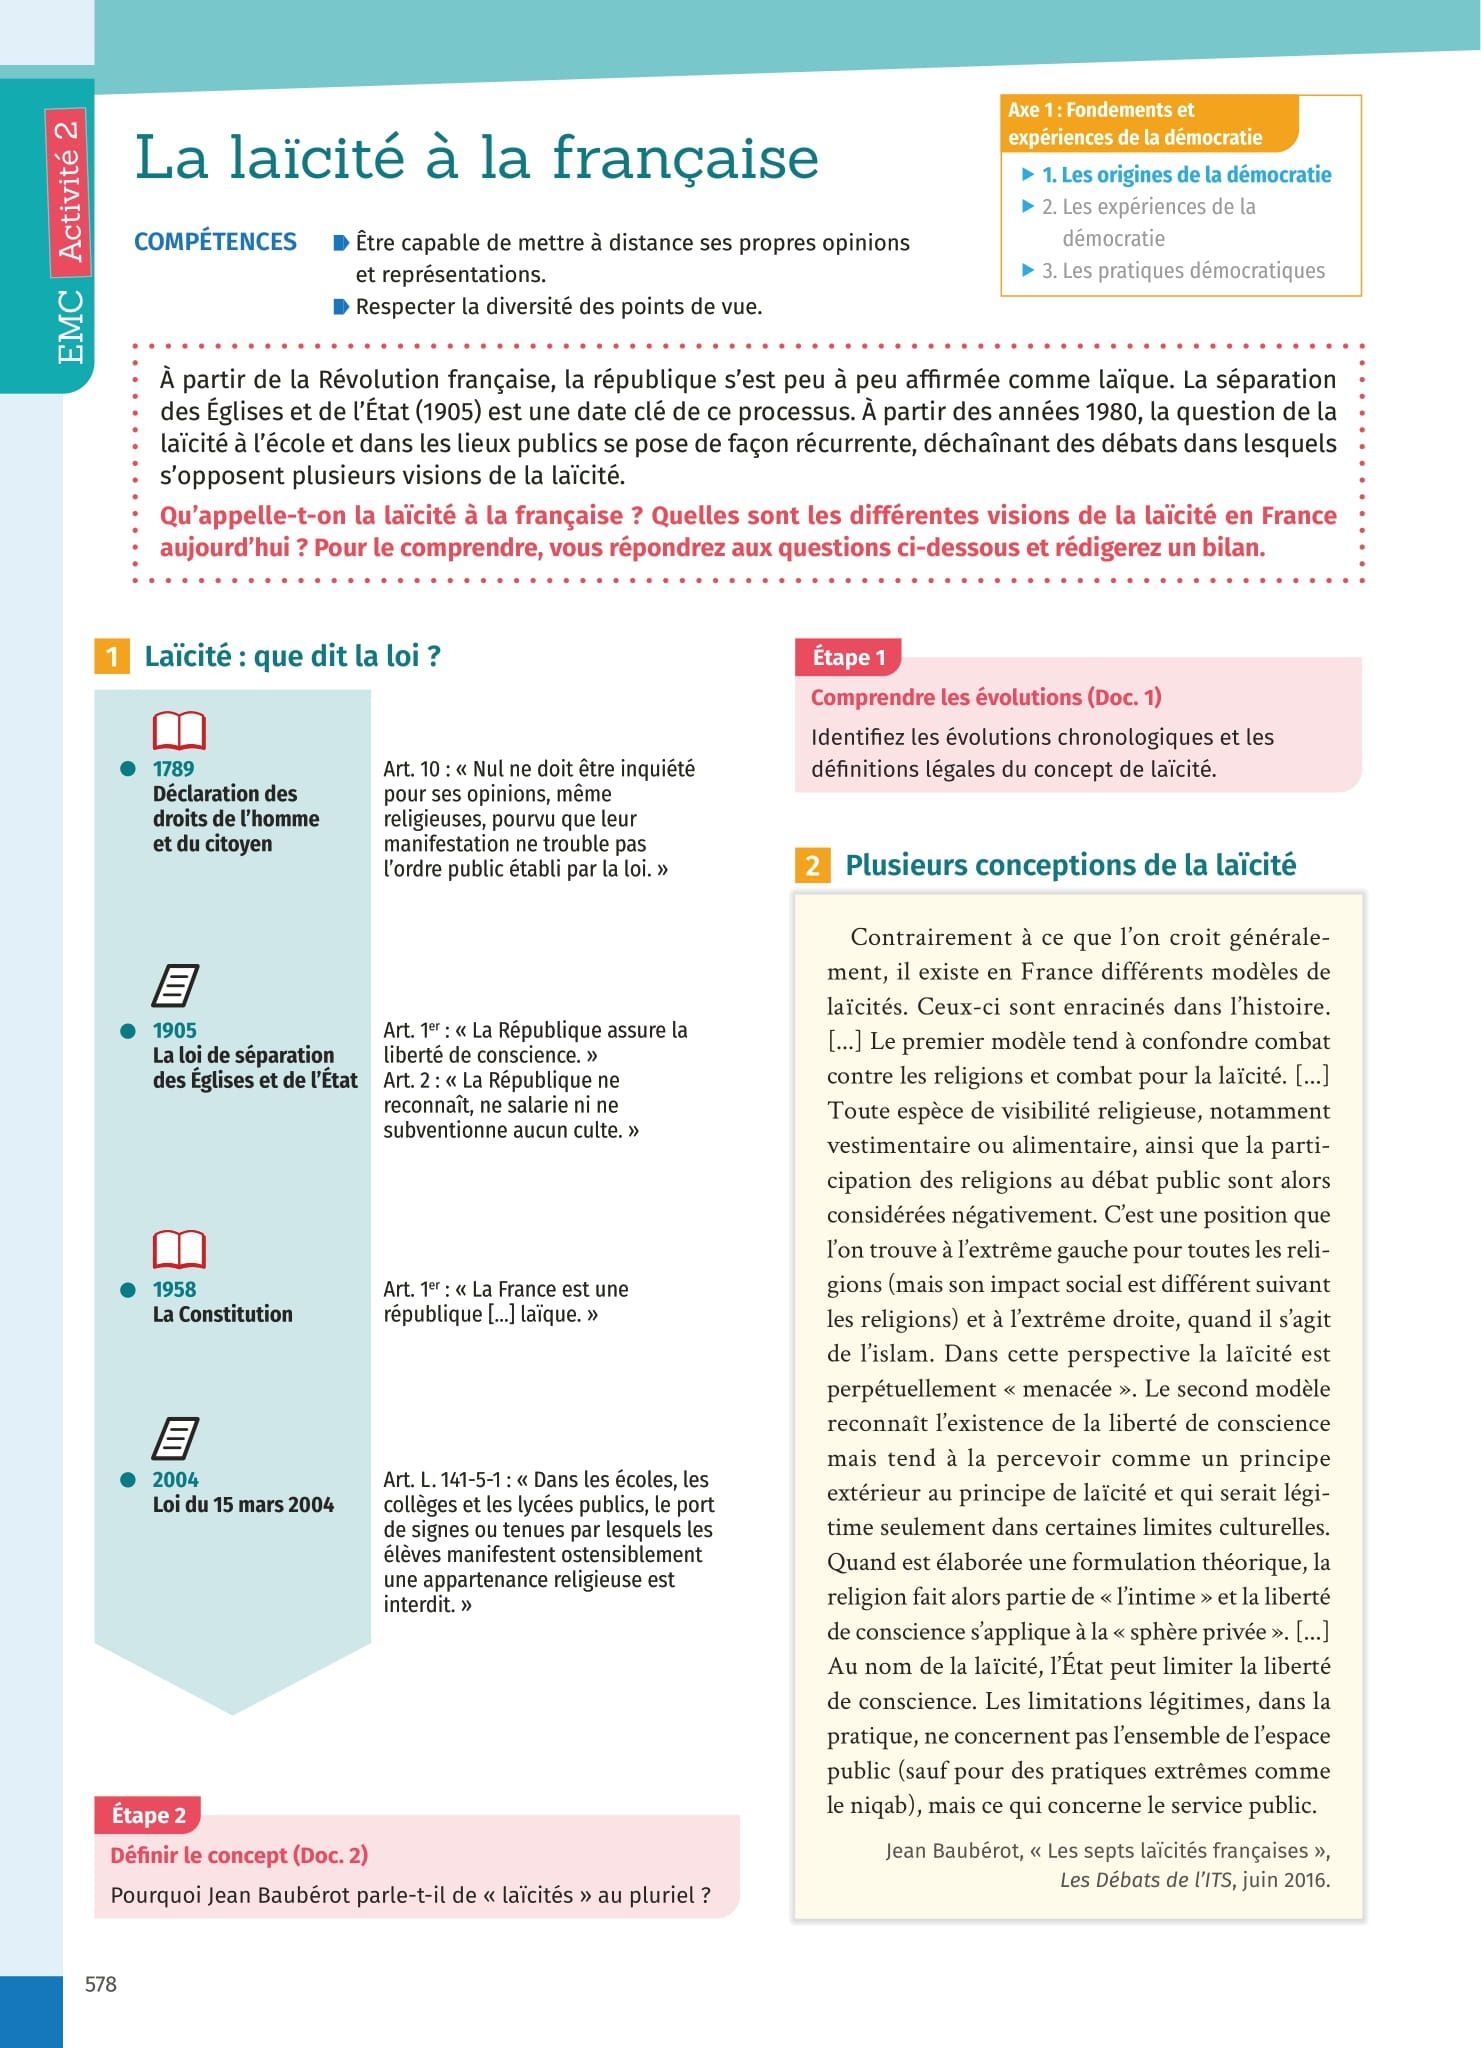 EMC Activité 2
La laïcité à la française
COMPÉTENCES
Être capable de mettre à distance ses propres opinions
et représentations.
Respecter la diversité des points de vue.
Axe 1 : Fondements et
expériences de la démocratie
1. Les origines de la démocratie
2. Les expériences de la
démocratie
3. Les pratiques démocratiques
À partir de la Révolution française, la république s’est peu à peu affirmée comme laïque. La séparation
des Églises et de l’État (1905) est une date clé de ce processus. À partir des années 1980, la question de la
laïcité à l’école et dans les lieux publics se pose de façon récurrente, déchaînant des débats dans lesquels
s’opposent plusieurs visions de la laïcité.
Qu’appelle-t-on la laïcité à la française ? Quelles sont les différentes visions de la laïcité en France
aujourd’hui ? Pour le comprendre, vous répondrez aux questions ci-dessous et rédigerez un bilan.
1 Laïcité : que dit la loi ?
1789
Déclaration des
droits de l’homme
et du citoyen
Art. 10 : « Nul ne doit être inquiété
pour ses opinions, même
religieuses, pourvu que leur
manifestation ne trouble pas
l’ordre public établi par la loi. »
1905
La loi de séparation
des Églises et de l’État
Art. 1er : « La République assure la
liberté de conscience. »
Art. 2 : « La République ne
reconnaît, ne salarie ni ne
subventionne aucun culte. »
1958
La Constitution
Art. 1er : « La France est une
république [...] laïque. »
2004
Loi du 15 mars 2004
Art. L. 141-5-1 : « Dans les écoles, les
collèges et les lycées publics, le port
de signes ou tenues par lesquels les
élèves manifestent ostensiblement
une appartenance religieuse est
interdit. »
Étape 2
Définir le concept (Doc. 2)
Pourquoi Jean Baubérot parle-t-il de « laïcités » au pluriel ?
Étape 1
Comprendre les évolutions (Doc. 1)
Identifiez les évolutions chronologiques et les
définitions légales du concept de laïcité.
2 Plusieurs conceptions de la laïcité
Contrairement à ce que l’on croit générale-
ment, il existe en France différents modèles de
laïcités. Ceux-ci sont enracinés dans l’histoire.
[...] Le premier modèle tend à confondre combat
contre les religions et combat pour la laïcité. [...]
Toute espèce de visibilité religieuse, notamment
vestimentaire ou alimentaire, ainsi que la parti-
cipation des religions au débat public sont alors
considérées négativement. C’est une position que
l’on trouve à l’extrême gauche pour toutes les reli-
gions (mais son impact social est différent suivant
les religions) et à l’extrême droite, quand il s’agit
de l’islam. Dans cette perspective la laïcité est
perpétuellement « menacée ». Le second modèle
reconnaît l’existence de la liberté de conscience
mais tend à la percevoir comme un principe
extérieur au principe de laïcité et qui serait légi-
time seulement dans certaines limites culturelles.
Quand est élaborée une formulation théorique, la
religion fait alors partie de « l’intime » et la liberté
de conscience s’applique à la « sphère privée ». [...]
Au nom de la laïcité, l’État peut limiter la liberté
de conscience. Les limitations légitimes, dans la
pratique, ne concernent pas l’ensemble de l’espace
public (sauf pour des pratiques extrêmes comme
le niqab), mais ce qui concerne le service public.
Jean Baubérot, « Les septs laïcités françaises »,
Les Débats de l’ITS, juin 2016.
578